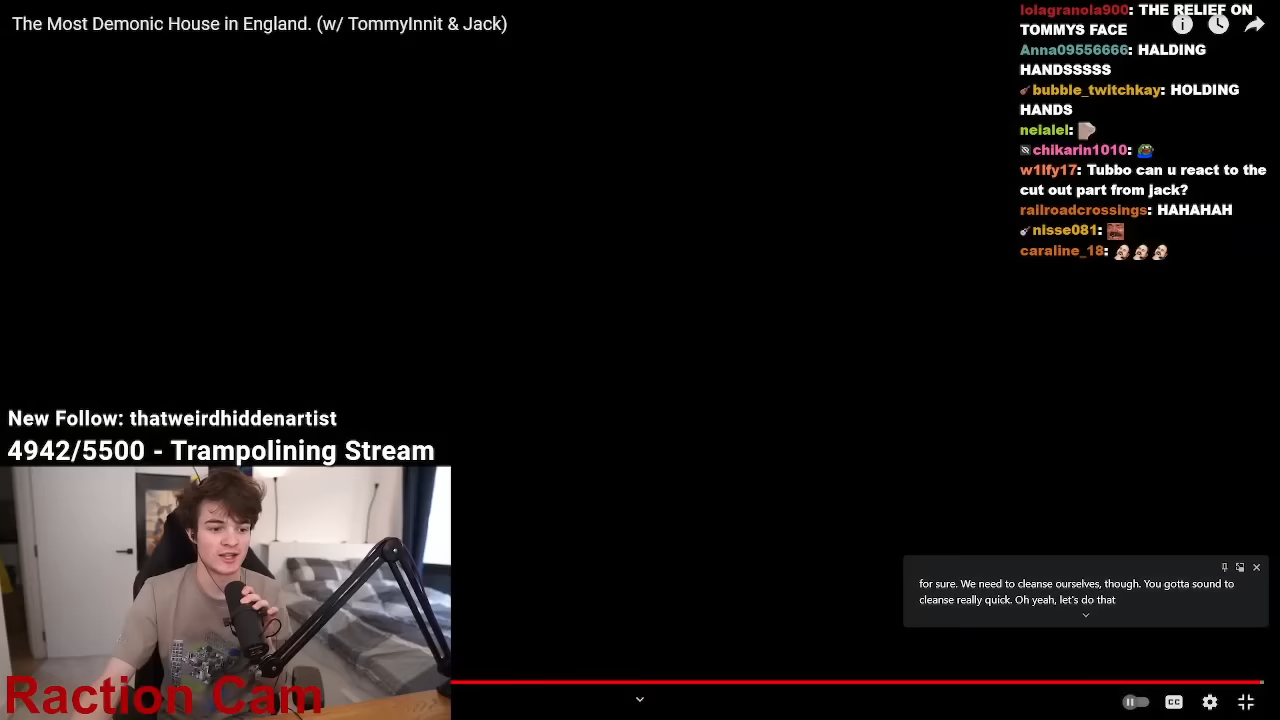 The Most Demonic House in England. (w/ TommyInnit & Jack)
lolagranola900: THE RELIEF ON
TOMMYS FACE
Anna09556666: HALDING
HANDSSSSS
bubble_twitchkay: HOLDING
HANDS
neialel:
chikarin1010:
w1lfy17: Tubbo can u react to the
cut out part from jack?
railroadcrossings: HAHAHAH
nisse081:
caraline_18:
New Follow: thatweirdhiddenartist
4942/5500 - Trampolining Stream
for sure. We need to cleanse ourselves, though. You gotta sound to
cleanse really quick. Oh yeah, let's do that
Raction Cam
CC